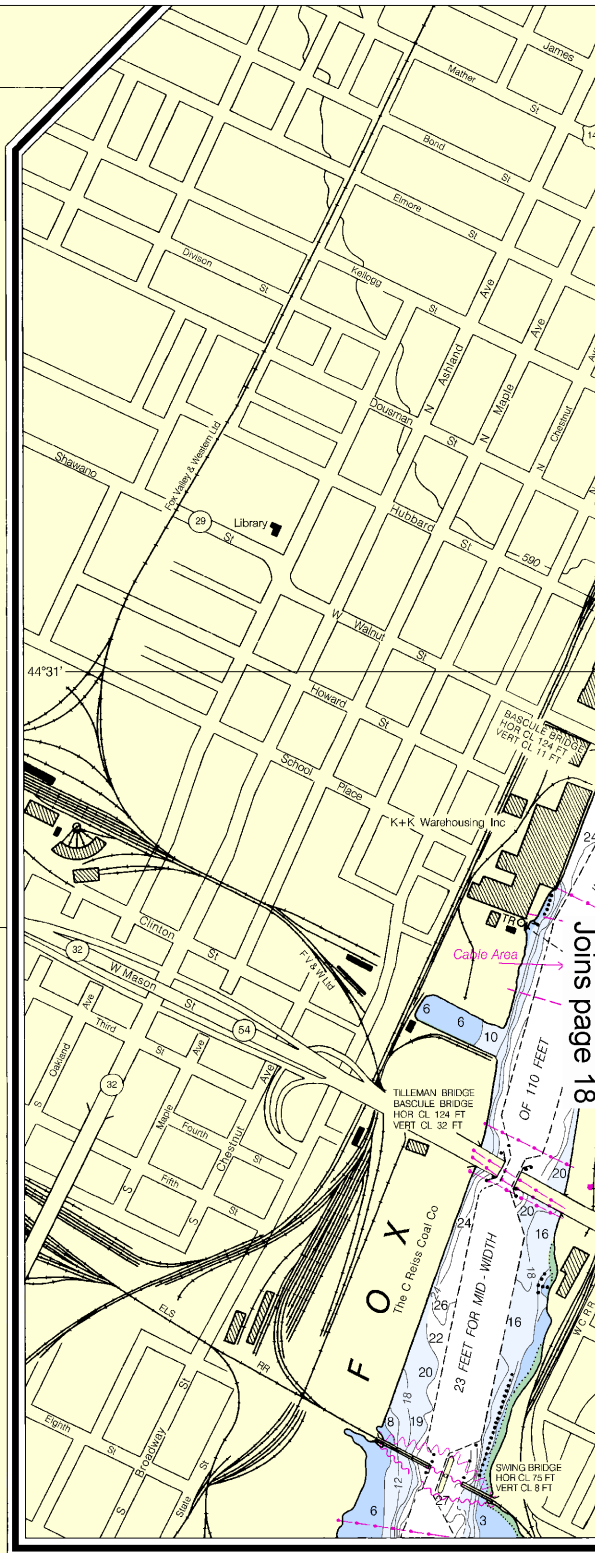 James
Mather
St
Bond
St
Elmore
St
Divison
St
Kellogg
St
Ave
Ave
N Ashland
N Maple
N Chestnut
Dousman
St
Fox Valley & Western Ltd
Shawano
29
St
Library
Hubbard
St
590
W Walnut
St
44°31'
Howard
St
BASCULE BRIDGE
HOR CL 124 FT
VERT CL 11 FT
School Place
K+K Warehousing Inc
24
TRO
Clinton
St
32
W Mason
St
F V & W Ltd
Cable Area
Joins page 18
6
6
10
54
Third
St
Ave
Oakland
S
Ave
Maple
S
32
Ave
Chestnut
S
Fourth
St
Fifth
St
TILLEMAN BRIDGE
BASCULE BRIDGE
HOR CL 124 FT
VERT CL 32 FT
OF 110 FEET
20
20
24
16
18
FOX
The C Reiss Coal Co
23 FEET FOR MID-WIDTH
24
26
22
16
20
18
19
8
12
W C R R
ELS
RR
St
Broadway
S
Eighth
St
State
St
SWING BRIDGE
HOR CL 75 FT
VERT CL 8 FT
27
6
3